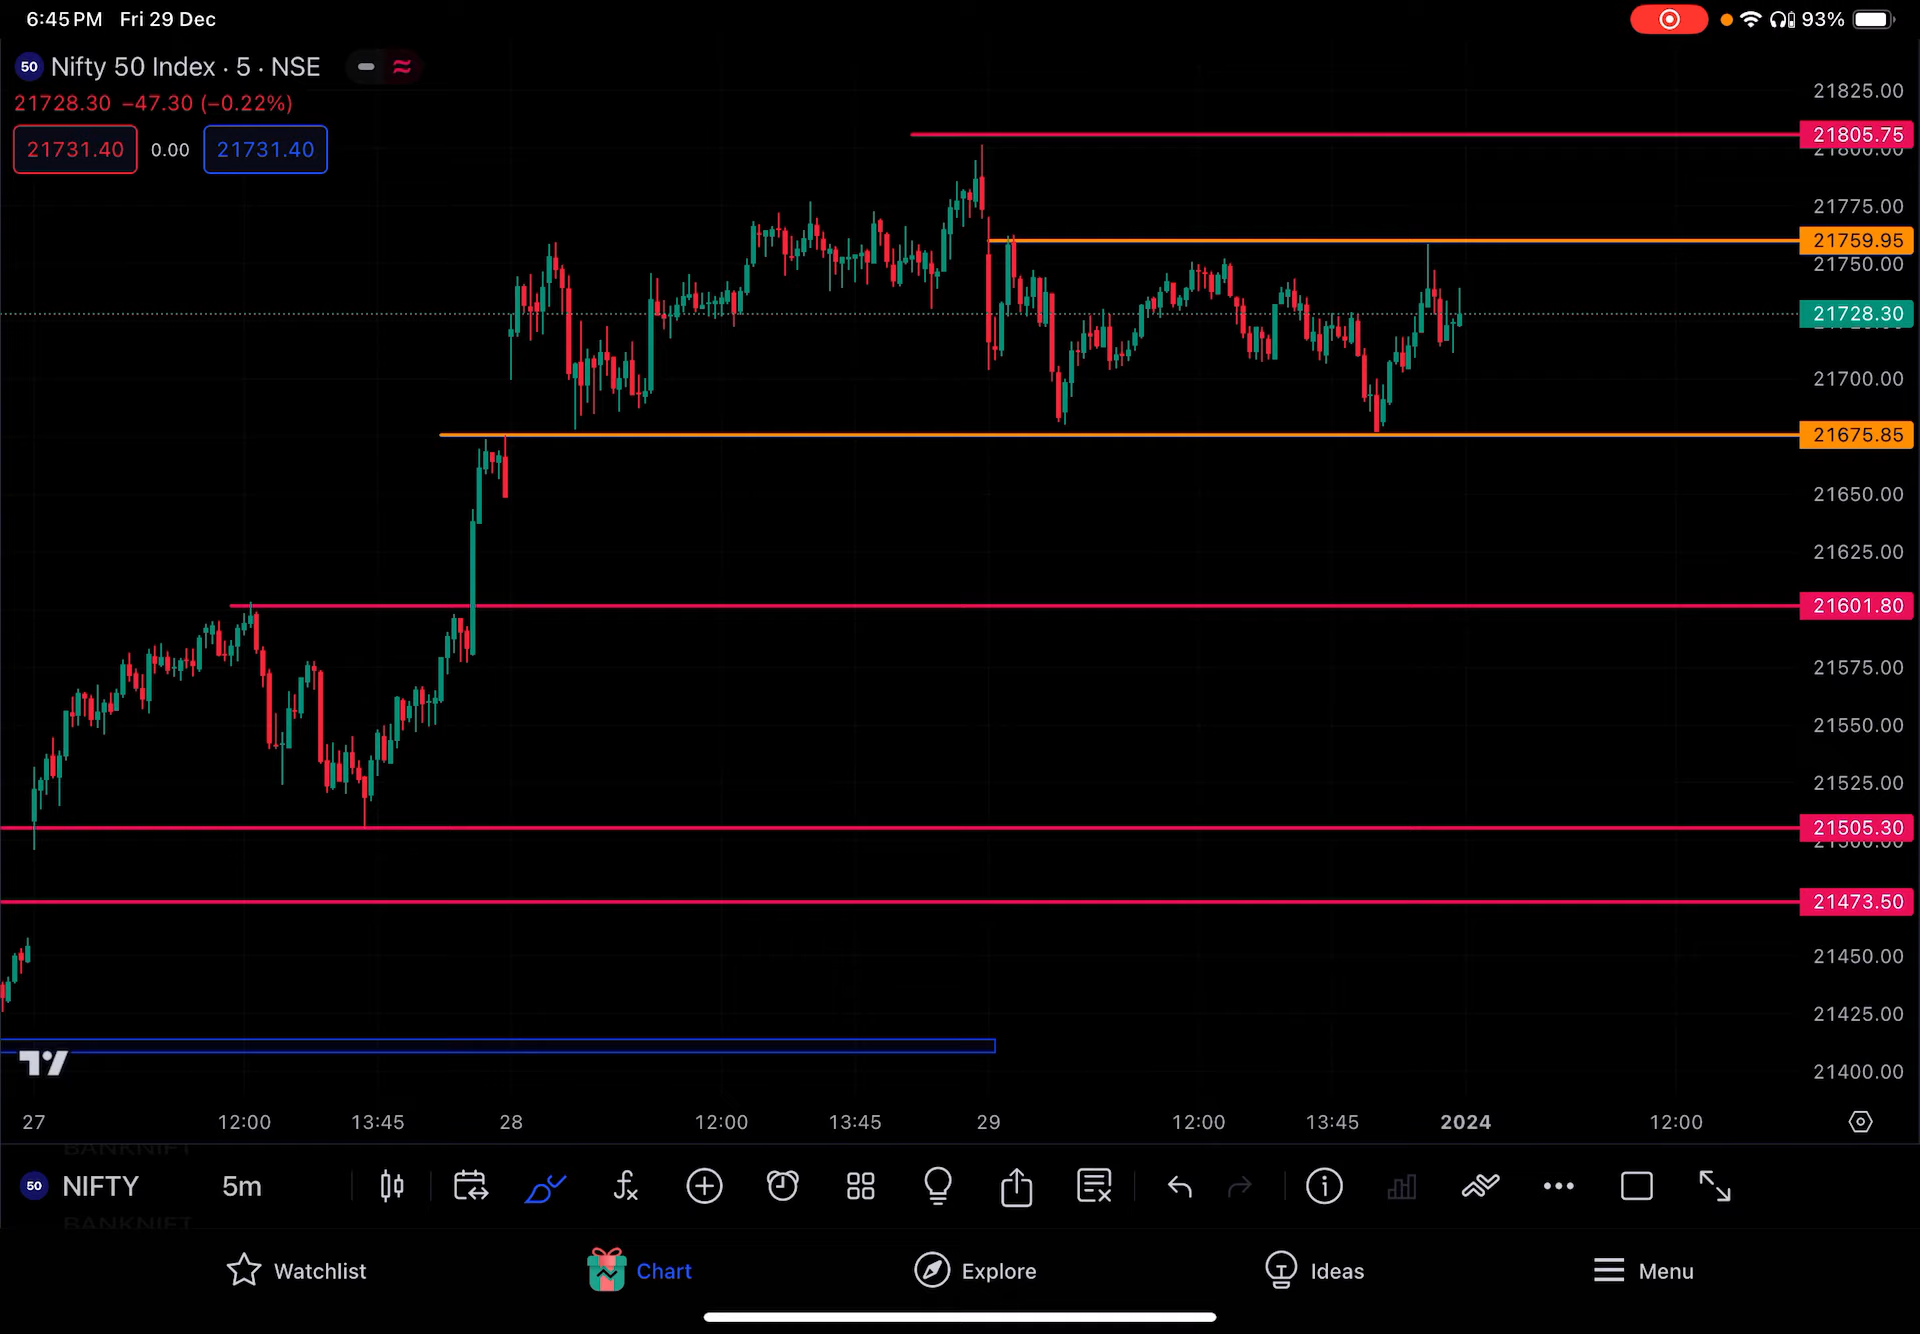 6:45 PM Fri 29 Dec 93%
50 Nifty 50 Index · 5 · NSE
21728.30 −47.30 (−0.22%)
21731.40 0.00 21731.40
21825.00
21805.75
21800.00
21775.00
21759.95
21750.00
21728.30
21700.00
21675.85
21650.00
21625.00
21601.80
21575.00
21550.00
21525.00
21505.30
21500.00
21473.50
21450.00
21425.00
21400.00
27 12:00 13:45 28 12:00 13:45 29 12:00 13:45 2024 12:00
BANKNIFT
50 NIFTY 5m
BANKNIFT
Watchlist Chart Explore Ideas Menu